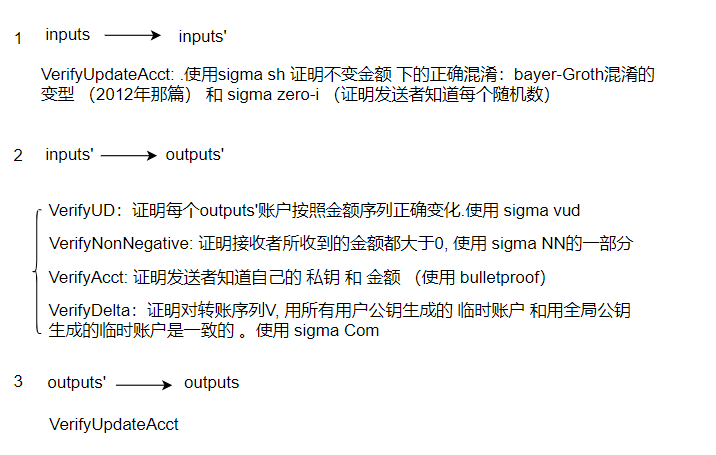 1 inputs inputs'
VerifyUpdateAcct: .使用sigma sh 证明不变金额 下的正确混淆：bayer-Groth混淆的
变型 （2012年那篇） 和 sigma zero-i （证明发送者知道每个随机数）
2 inputs' outputs'
VerifyUD：证明每个outputs'账户按照金额序列正确变化.使用 sigma vud
VerifyNonNegative: 证明接收者所收到的金额都大于0, 使用 sigma NN的一部分
VerifyAcct: 证明发送者知道自己的 私钥 和 金额 （使用 bulletproof）
VerifyDelta：证明对转账序列V, 用所有用户公钥生成的 临时账户 和用全局公钥
生成的临时账户是一致的 。使用 sigma Com
3 outputs' outputs
VerifyUpdateAcct